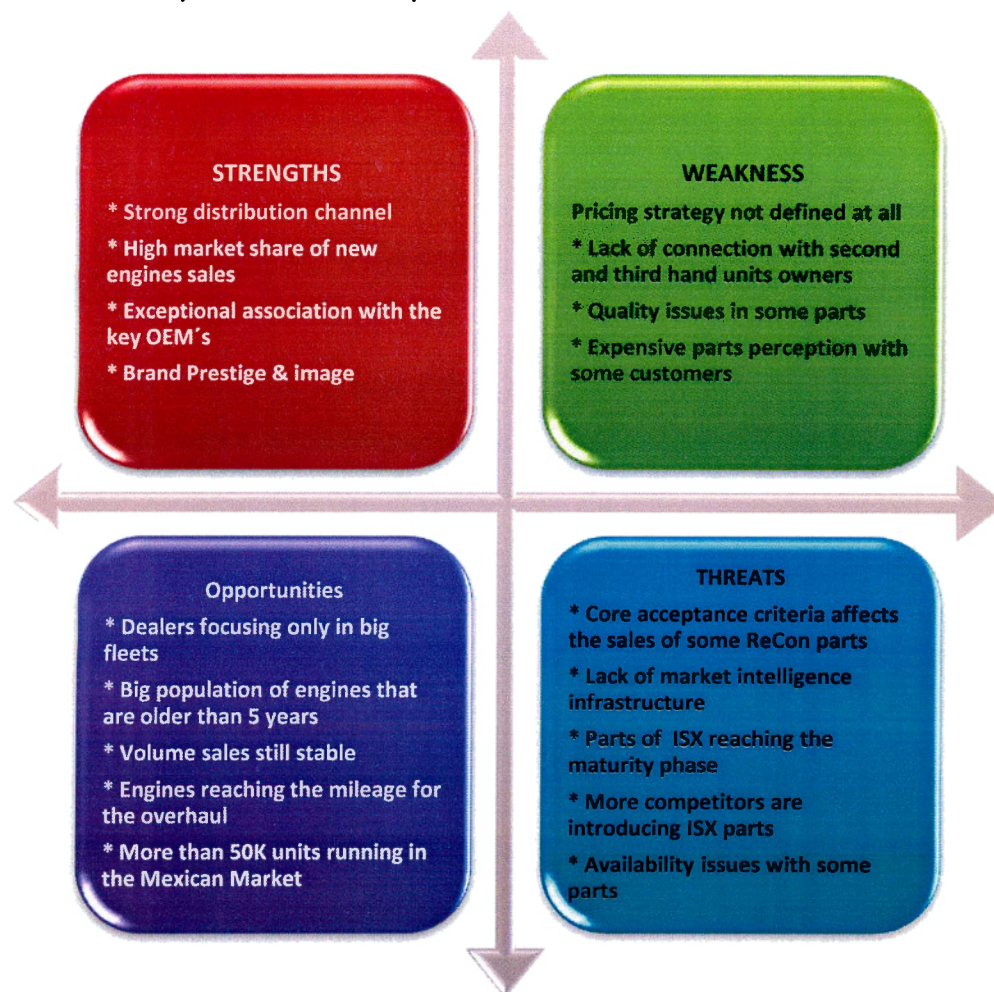 STRENGTHS
* Strong distribution channel
* High market share of new
engines sales
* Exceptional association with the
key OEM´s
* Brand Prestige & image
WEAKNESS
Pricing strategy not defined at all
* Lack of connection with second
and third hand units owners
* Quality issues in some parts
* Expensive parts perception with
some customers
Opportunities
* Dealers focusing only in big
fleets
* Big population of engines that
are older than 5 years
* Volume sales still stable
* Engines reaching the mileage for
the overhaul
* More than 50K units running in
the Mexican Market
THREATS
* Core acceptance criteria affects
the sales of some ReCon parts
* Lack of market intelligence
infrastructure
* Parts of ISX reaching the
maturity phase
* More competitors are
introducing ISX parts
* Availability issues with some
parts